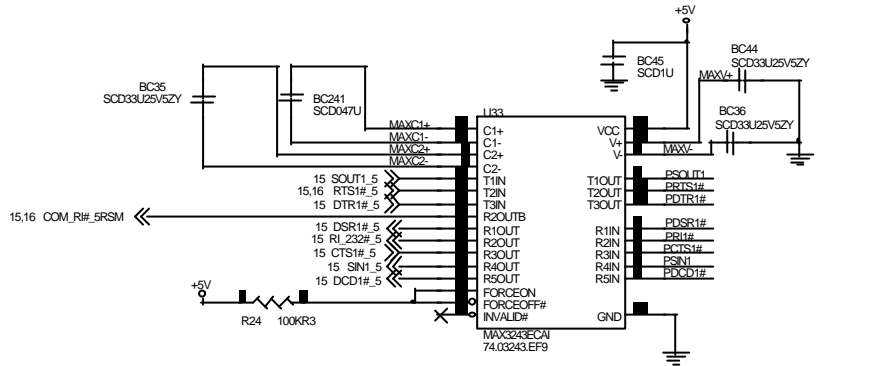 +5V
BC44
SCD33U25V5ZY
BC45
SCD1U
MAXV+
BC35
SCD33U25V5ZY
BC241
SCD047U
BC36
SCD33U25V5ZY
U33
MAXC1+ C1+ VCC
MAXC1- C1- V+
MAXC2+ C2+ V- MAXV-
MAXC2- C2-
15 SOUT1_5 T1IN T1OUT PSOUT1
15,16 RTS1#_5 T2IN T2OUT PRTS1#
15 DTR1#_5 T3IN T3OUT PDTR1#
15,16 COM_RI#_5RSM R2OUTB
15 DSR1#_5 R1OUT R1IN PDSR1#
15 RI_232#_5 R2OUT R2IN PRI1#
15 CTS1#_5 R3OUT R3IN PCTS1#
15 SIN1_5 R4OUT R4IN PSIN1
15 DCD1#_5 R5OUT R5IN PDCD1#
+5V
FORCEON
FORCEOFF#
INVALID# GND
R24 100KR3
MAX3243ECAI
74.03243.EF9